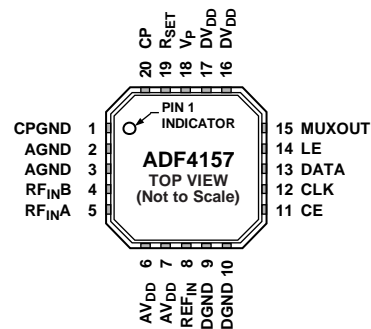 20 CP
19 RSET
18 VP
17 DVDD
16 DVDD
CPGND 1
AGND 2
AGND 3
RFINB 4
RFINA 5
PIN 1
INDICATOR
ADF4157
TOP VIEW
(Not to Scale)
15 MUXOUT
14 LE
13 DATA
12 CLK
11 CE
AVDD 6
AVDD 7
REFIN 8
DGND 9
DGND 10